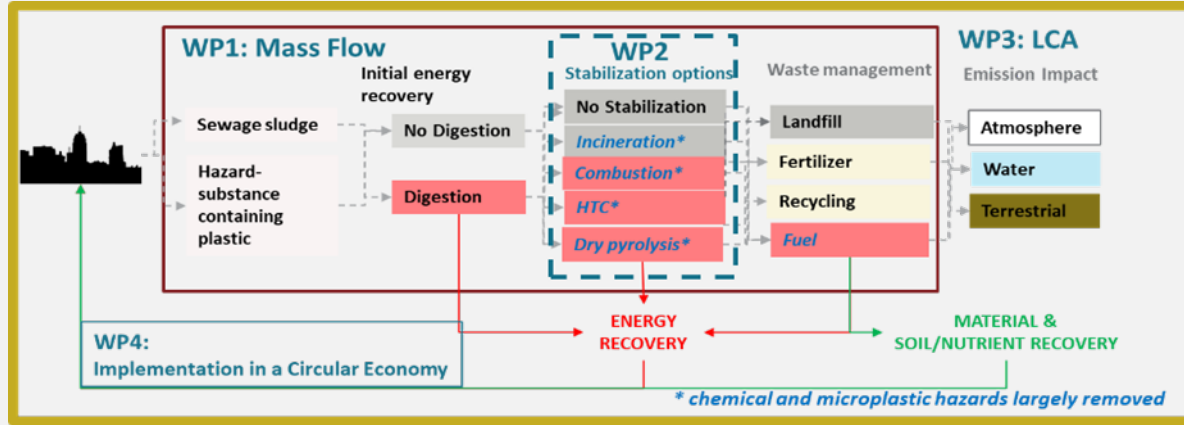 WP1: Mass Flow
Initial energy
recovery
Sewage sludge
Hazard-
substance
containing
plastic
No Digestion
Digestion
WP2
Stabilization options
No Stabilization
Incineration*
Combustion*
HTC*
Dry pyrolysis*
Waste management
Landfill
Fertilizer
Recycling
Fuel
WP3: LCA
Emission Impact
Atmosphere
Water
Terrestrial
WP4:
Implementation in a Circular Economy
ENERGY
RECOVERY
MATERIAL &
SOIL/NUTRIENT RECOVERY
* chemical and microplastic hazards largely removed